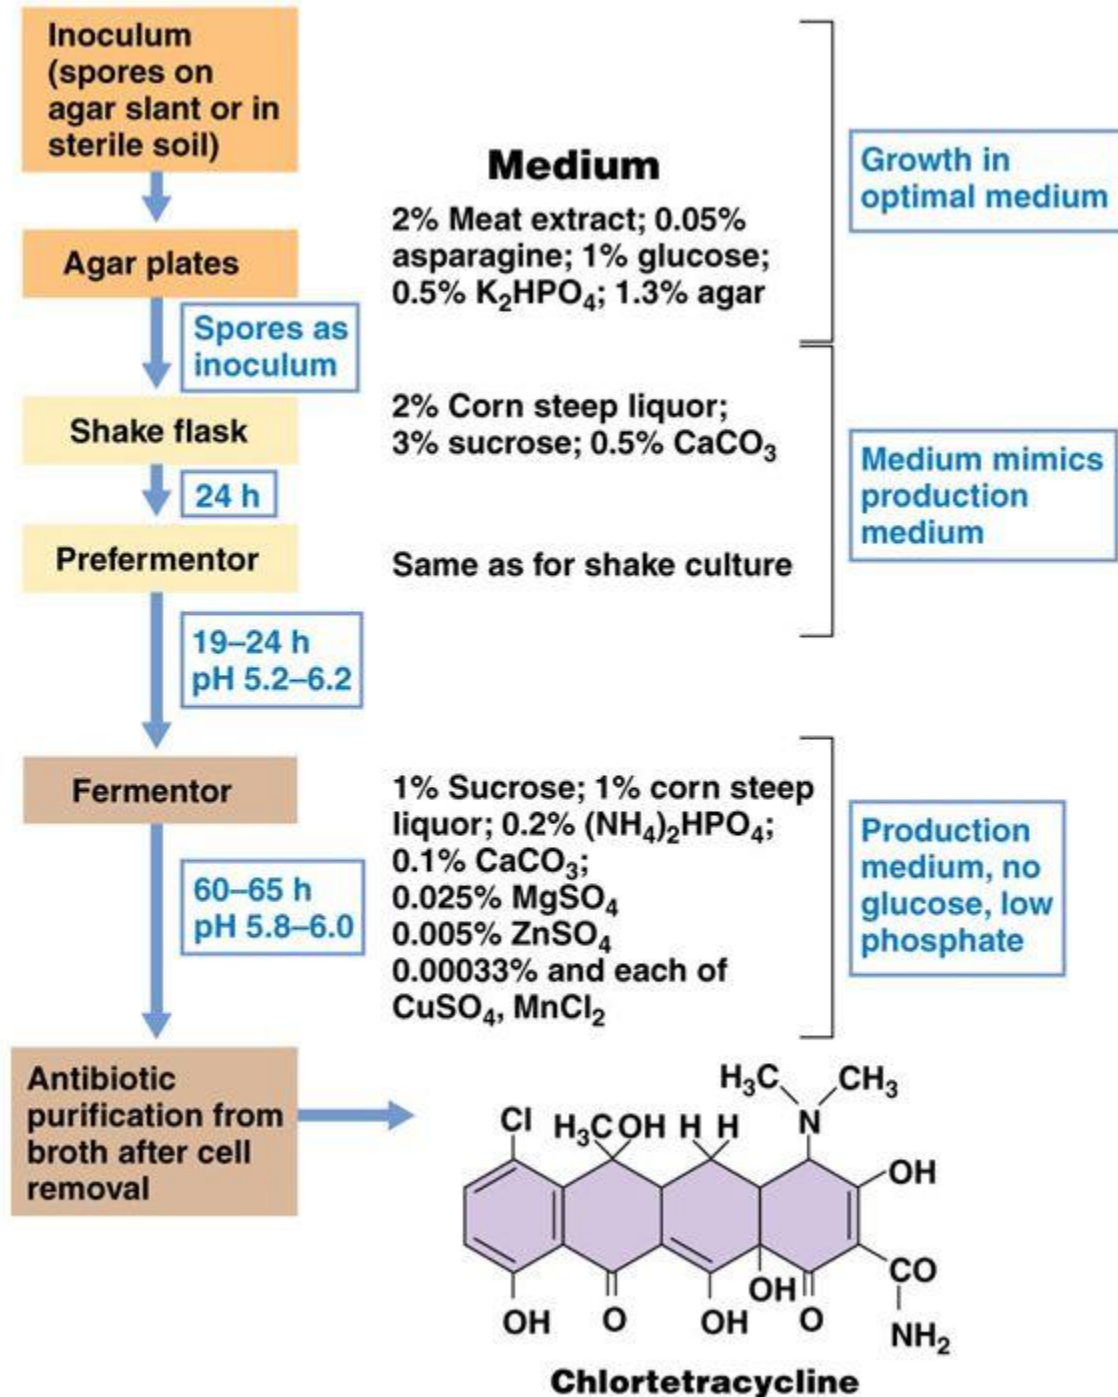 Inoculum
(spores on
agar slant or in
sterile soil)
Medium
2% Meat extract; 0.05%
asparagine; 1% glucose;
0.5% K₂HPO₄; 1.3% agar
Growth in
optimal medium
Agar plates
Spores as
inoculum
Shake flask
2% Corn steep liquor;
3% sucrose; 0.5% CaCO₃
24 h
Medium mimics
production
medium
Prefermentor
Same as for shake culture
19–24 h
pH 5.2–6.2
Fermentor
1% Sucrose; 1% corn steep
liquor; 0.2% (NH₄)₂HPO₄;
0.1% CaCO₃;
0.025% MgSO₄
0.005% ZnSO₄
0.00033% and each of
CuSO₄, MnCl₂
60–65 h
pH 5.8–6.0
Production
medium, no
glucose, low
phosphate
Antibiotic
purification from
broth after cell
removal
H₃C CH₃
Cl H₃C OH H H N
OH
CO
OH O OH OH O NH₂
Chlortetracycline